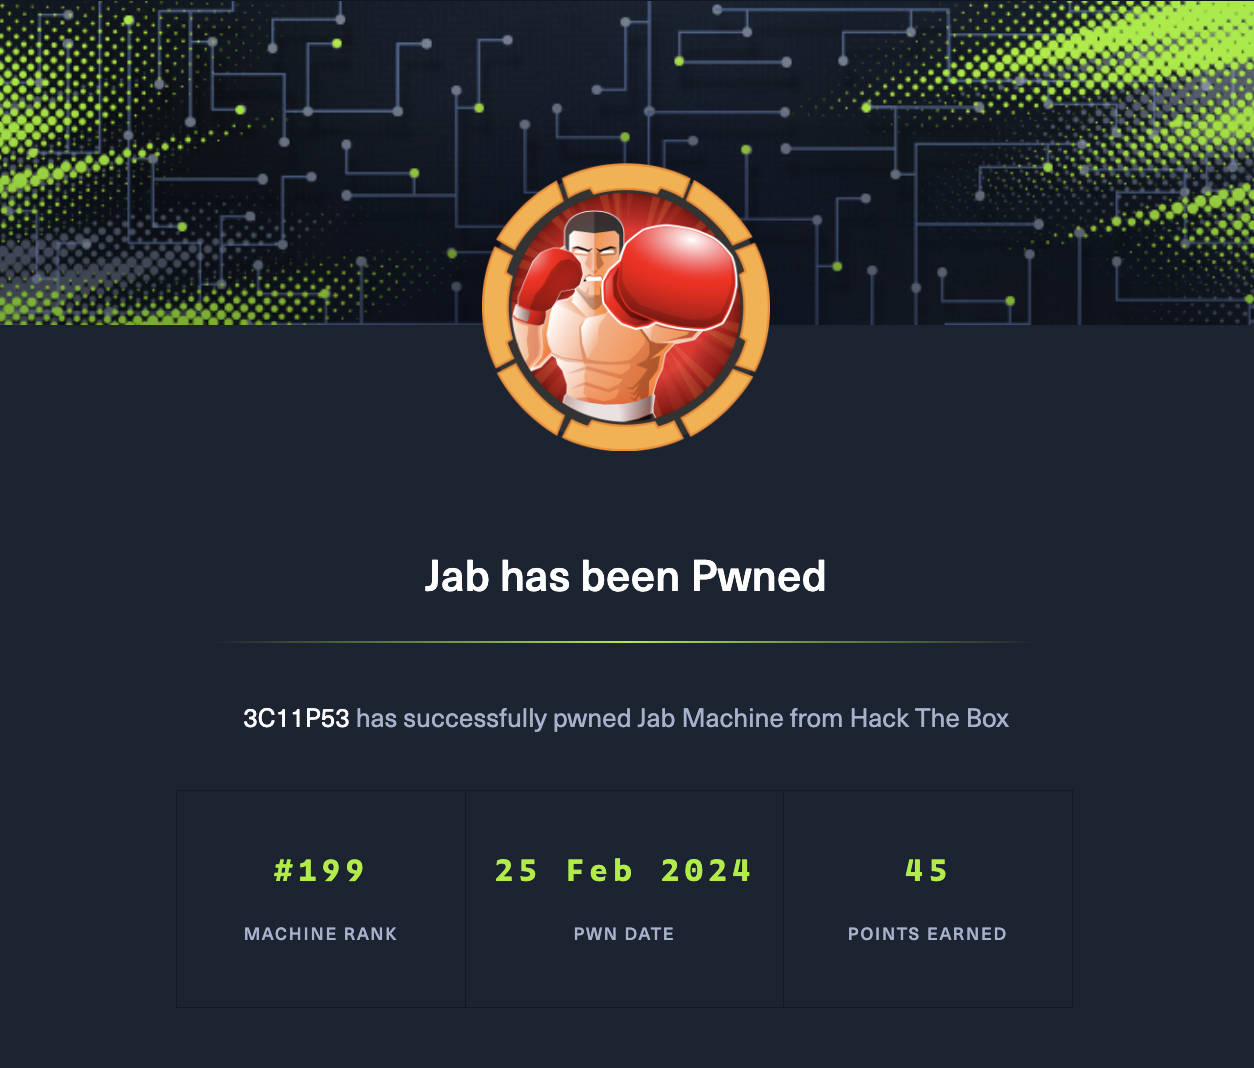 Jab has been Pwned
3C11P53 has successfully pwned Jab Machine from Hack The Box
#199
MACHINE RANK
25 Feb 2024
PWN DATE
45
POINTS EARNED